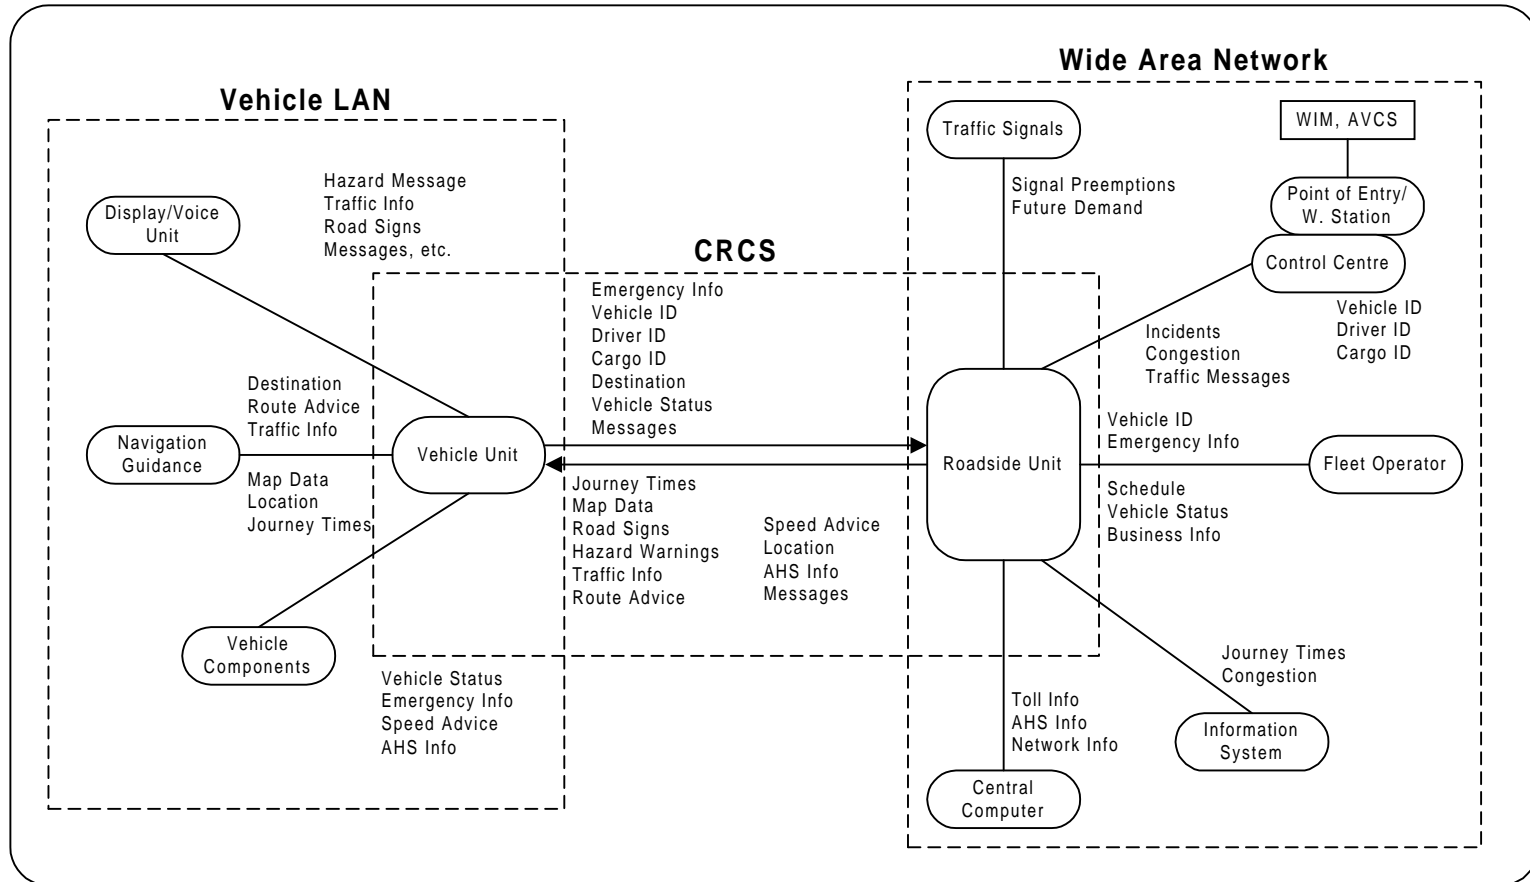 Wide Area Network
Vehicle LAN
CRCS
Display/Voice
Unit
Hazard Message
Traffic Info
Road Signs
Messages, etc.
Destination
Route Advice
Traffic Info
Navigation
Guidance
Map Data
Location
Journey Times
Vehicle Unit
Vehicle
Components
Vehicle Status
Emergency Info
Speed Advice
AHS Info
Emergency Info
Vehicle ID
Driver ID
Cargo ID
Destination
Vehicle Status
Messages
Journey Times
Map Data
Road Signs
Hazard Warnings
Traffic Info
Route Advice
Speed Advice
Location
AHS Info
Messages
Traffic Signals
Signal Preemptions
Future Demand
WIM, AVCS
Point of Entry/
W. Station
Control Centre
Vehicle ID
Driver ID
Cargo ID
Incidents
Congestion
Traffic Messages
Roadside Unit
Vehicle ID
Emergency Info
Fleet Operator
Schedule
Vehicle Status
Business Info
Journey Times
Congestion
Information
System
Toll Info
AHS Info
Network Info
Central
Computer